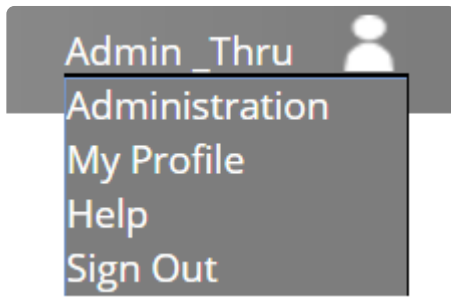 Admin _Thru
Administration
My Profile
Help
Sign Out